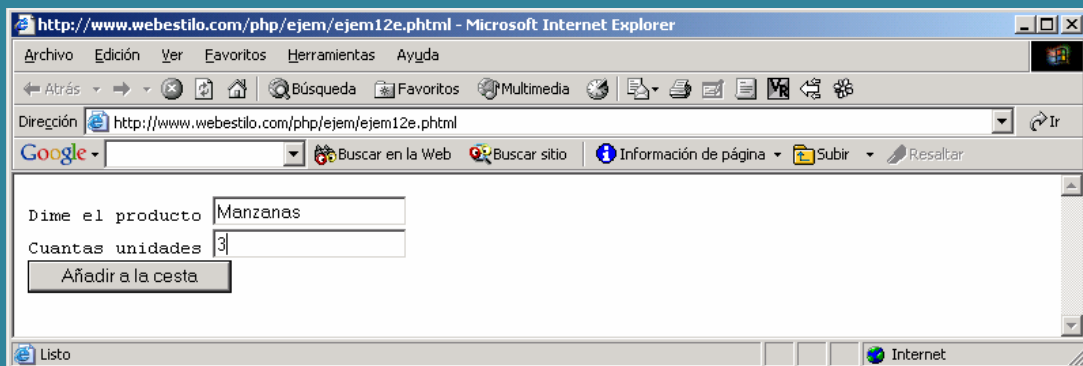 http://www.webestilo.com/php/ejem/ejem12e.phtml - Microsoft Internet Explorer
Archivo Edición Ver Favoritos Herramientas Ayuda
Atrás Búsqueda Favoritos Multimedia
Dirección http://www.webestilo.com/php/ejem/ejem12e.phtml Ir
Google Buscar en la Web Buscar sitio Información de página Subir Resaltar
Dime el producto Manzanas
Cuantas unidades 3
Añadir a la cesta
Listo Internet